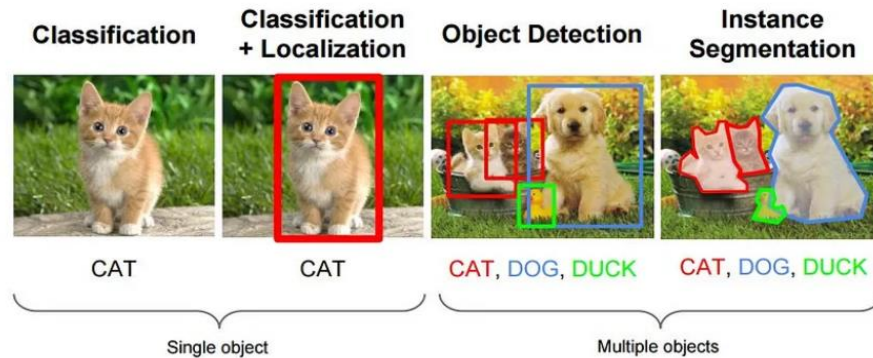 Classification
Classification
+ Localization
Object Detection
Instance
Segmentation
CAT
CAT
CAT, DOG, DUCK
CAT, DOG, DUCK
Single object
Multiple objects